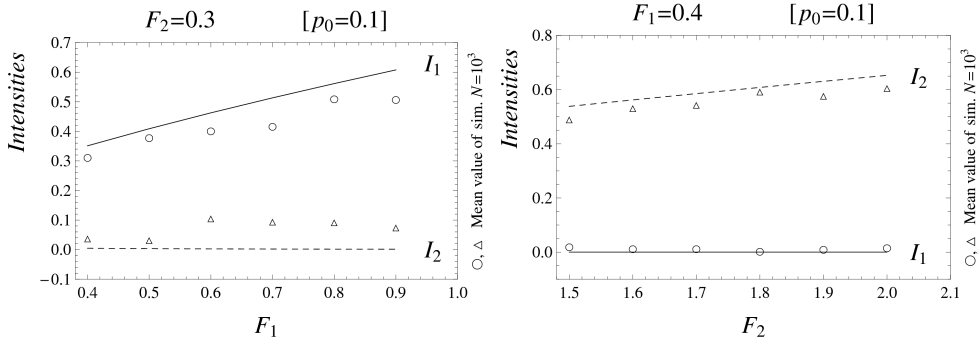 F₂=0.3 [p₀=0.1]
Intensities
0.7
0.6
0.5
0.4
0.3
0.2
0.1
0.0
−0.1
I₁
I₂
0.4 0.5 0.6 0.7 0.8 0.9 1.0
F₁
○, △ Mean value of sim. N=10³
F₁=0.4 [p₀=0.1]
Intensities
0.8
0.6
0.4
0.2
0.0
I₂
I₁
1.5 1.6 1.7 1.8 1.9 2.0 2.1
F₂
○, △ Mean value of sim. N=10³